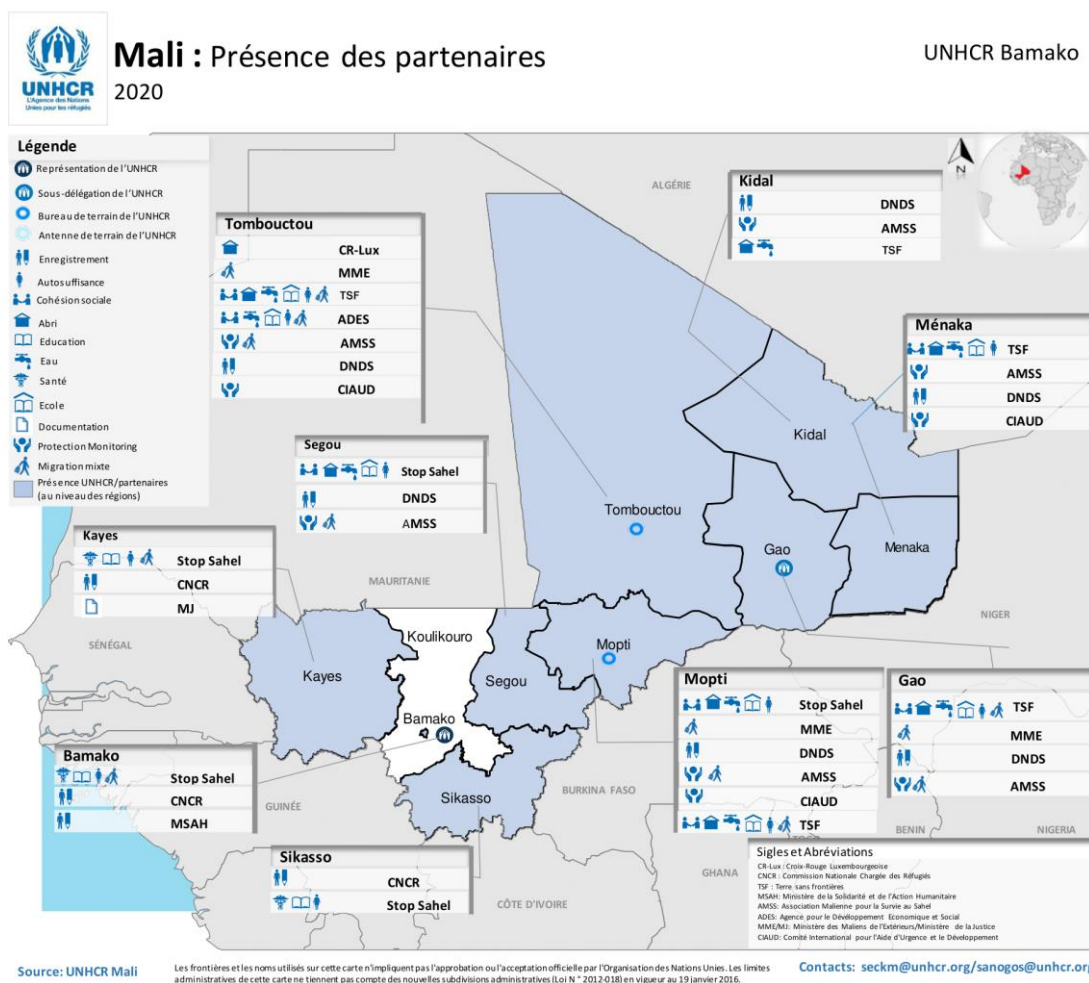 UNHCR
L'Agence des Nations
Unies pour les réfugiés
Mali : Présence des partenaires
2020
UNHCR Bamako
Légende
Représentation de l'UNHCR
Sous-délégation de l'UNHCR
Bureau de terrain de l'UNHCR
Antenne de terrain de l'UNHCR
Enregistrement
Autosuffisance
Cohésion sociale
Abri
Education
Eau
Santé
Ecole
Documentation
Protection Monitoring
Migration mixte
Présence UNHCR/partenaires
(au niveau des régions)
Tombouctou
CR-Lux
MME
TSF
ADES
AMSS
DNDS
CIAUD
ALGÉRIE
Kidal
DNDS
AMSS
TSF
N
Ménaka
TSF
AMSS
DNDS
CIAUD
Segou
Stop Sahel
DNDS
AMSS
Kayes
Stop Sahel
CNCR
MJ
MAURITANIE
SÉNÉGAL
Kidal
Tombouctou
Gao
Menaka
NIGER
Koulikouro
Mopti
Kayes
Segou
Bamako
Sikasso
BURKINA FASO
GUINÉE
Bamako
Stop Sahel
CNCR
MSAH
Mopti
Stop Sahel
MME
DNDS
AMSS
CIAUD
TSF
Gao
TSF
MME
DNDS
AMSS
TOGO
BENIN
NIGERIA
Sikasso
CNCR
Stop Sahel
CÔTE D'IVOIRE
GHANA
Sigles et Abréviations
CR-Lux : Croix-Rouge Luxembourgeoise
CNCR : Commission Nationale Chargée des Réfugiés
TSF : Terre sans frontières
MSAH: Ministère de la Solidarité et de l'Action Humanitaire
AMSS: Association Malienne pour la Survie au Sahel
ADES: Agence pour le Développement Economique et Social
MME/MJ: Ministère des Maliens de l'Extérieurs/Ministère de la Justice
CIAUD: Comité International pour l'Aide d'Urgence et le Développement
Source: UNHCR Mali
Les frontières et les noms utilisés sur cette carte n'impliquent pas l'approbation ou l'acceptation officielle par l'Organisation des Nations Unies. Les limites
administratives de cette carte ne tiennent pas compte des nouvelles subdivisions administratives (Loi N ° 2012-018) en vigueur au 19 janvier 2016.
Contacts: seckm@unhcr.org/sanogos@unhcr.org